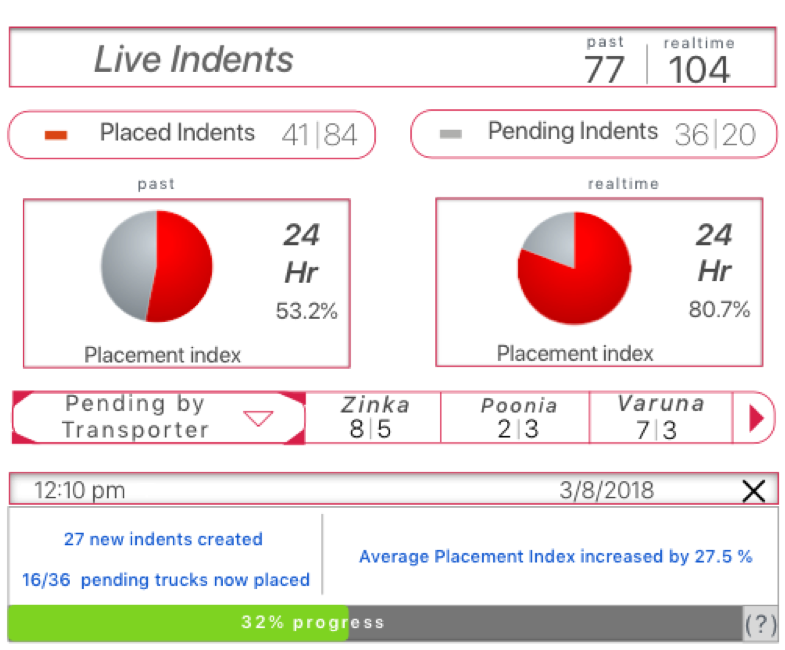 Live Indents
past
77
realtime
104
Placed Indents 41|84
Pending Indents 36|20
past
realtime
24
Hr
53.2%
Placement index
24
Hr
80.7%
Placement index
Pending by
Transporter
Zinka
8|5
Poonia
2|3
Varuna
7|3
12:10 pm
3/8/2018
27 new indents created
16/36 pending trucks now placed
Average Placement Index increased by 27.5 %
32% progress
(?)